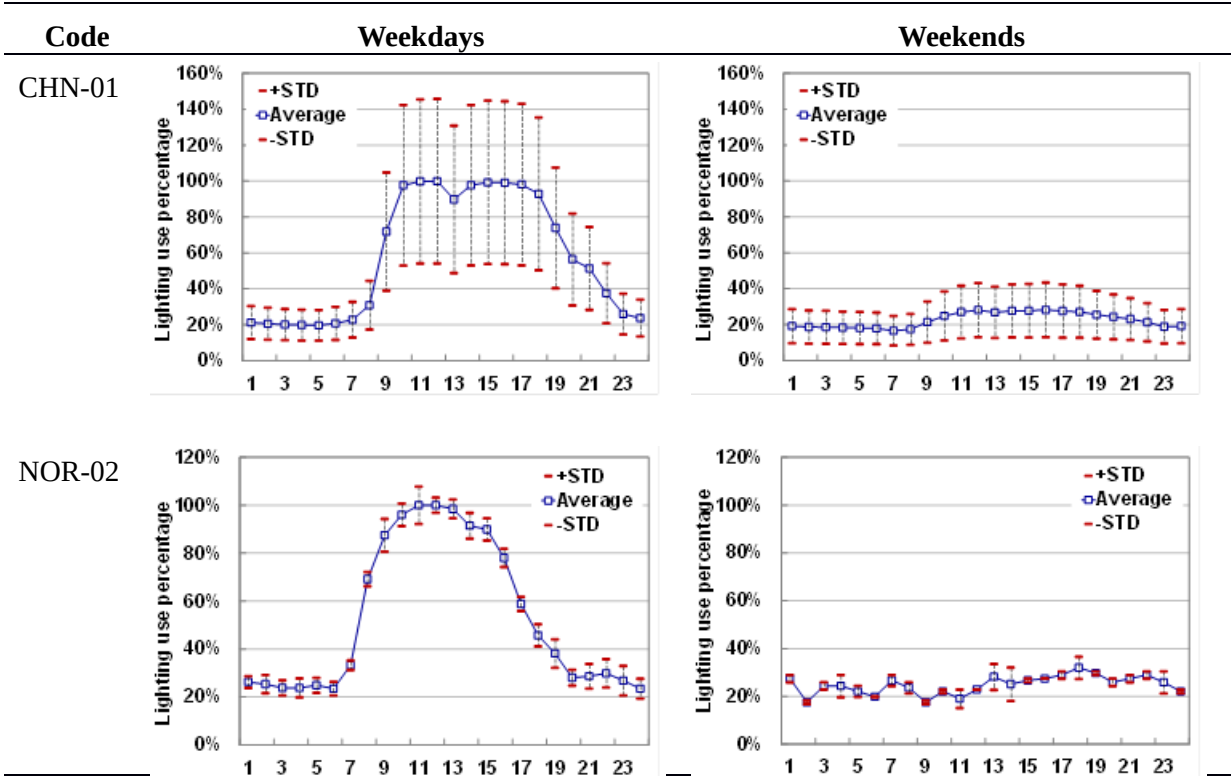 Code Weekdays Weekends
CHN-01
Lighting use percentage
160%
140%
120%
100%
80%
60%
40%
20%
0%
+STD
Average
-STD
1 3 5 7 9 11 13 15 17 19 21 23
Lighting use percentage
160%
140%
120%
100%
80%
60%
40%
20%
0%
+STD
Average
-STD
1 3 5 7 9 11 13 15 17 19 21 23
NOR-02
Lighting use percentage
120%
100%
80%
60%
40%
20%
0%
+STD
Average
-STD
1 3 5 7 9 11 13 15 17 19 21 23
Lighting use percentage
120%
100%
80%
60%
40%
20%
0%
+STD
Average
-STD
1 3 5 7 9 11 13 15 17 19 21 23